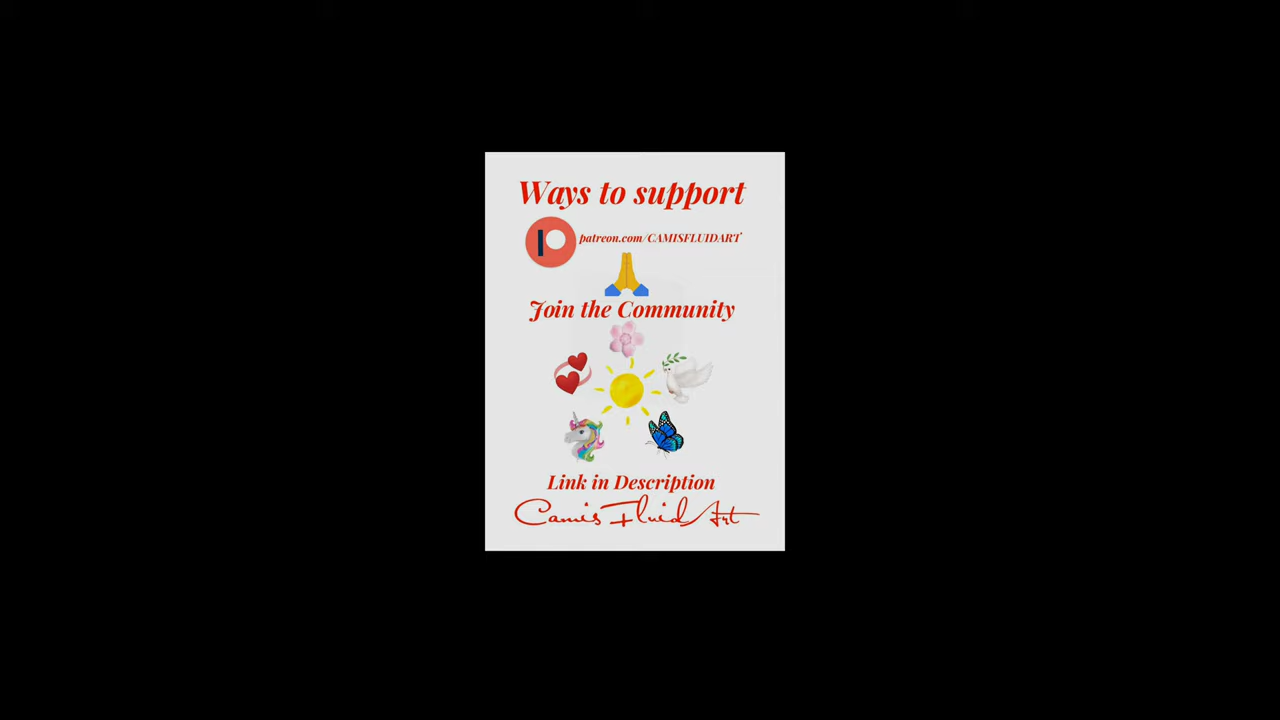 Ways to support
patreon.com/CAMISFLUIDART
Join the Community
Link in Description
Camis Fluid Art